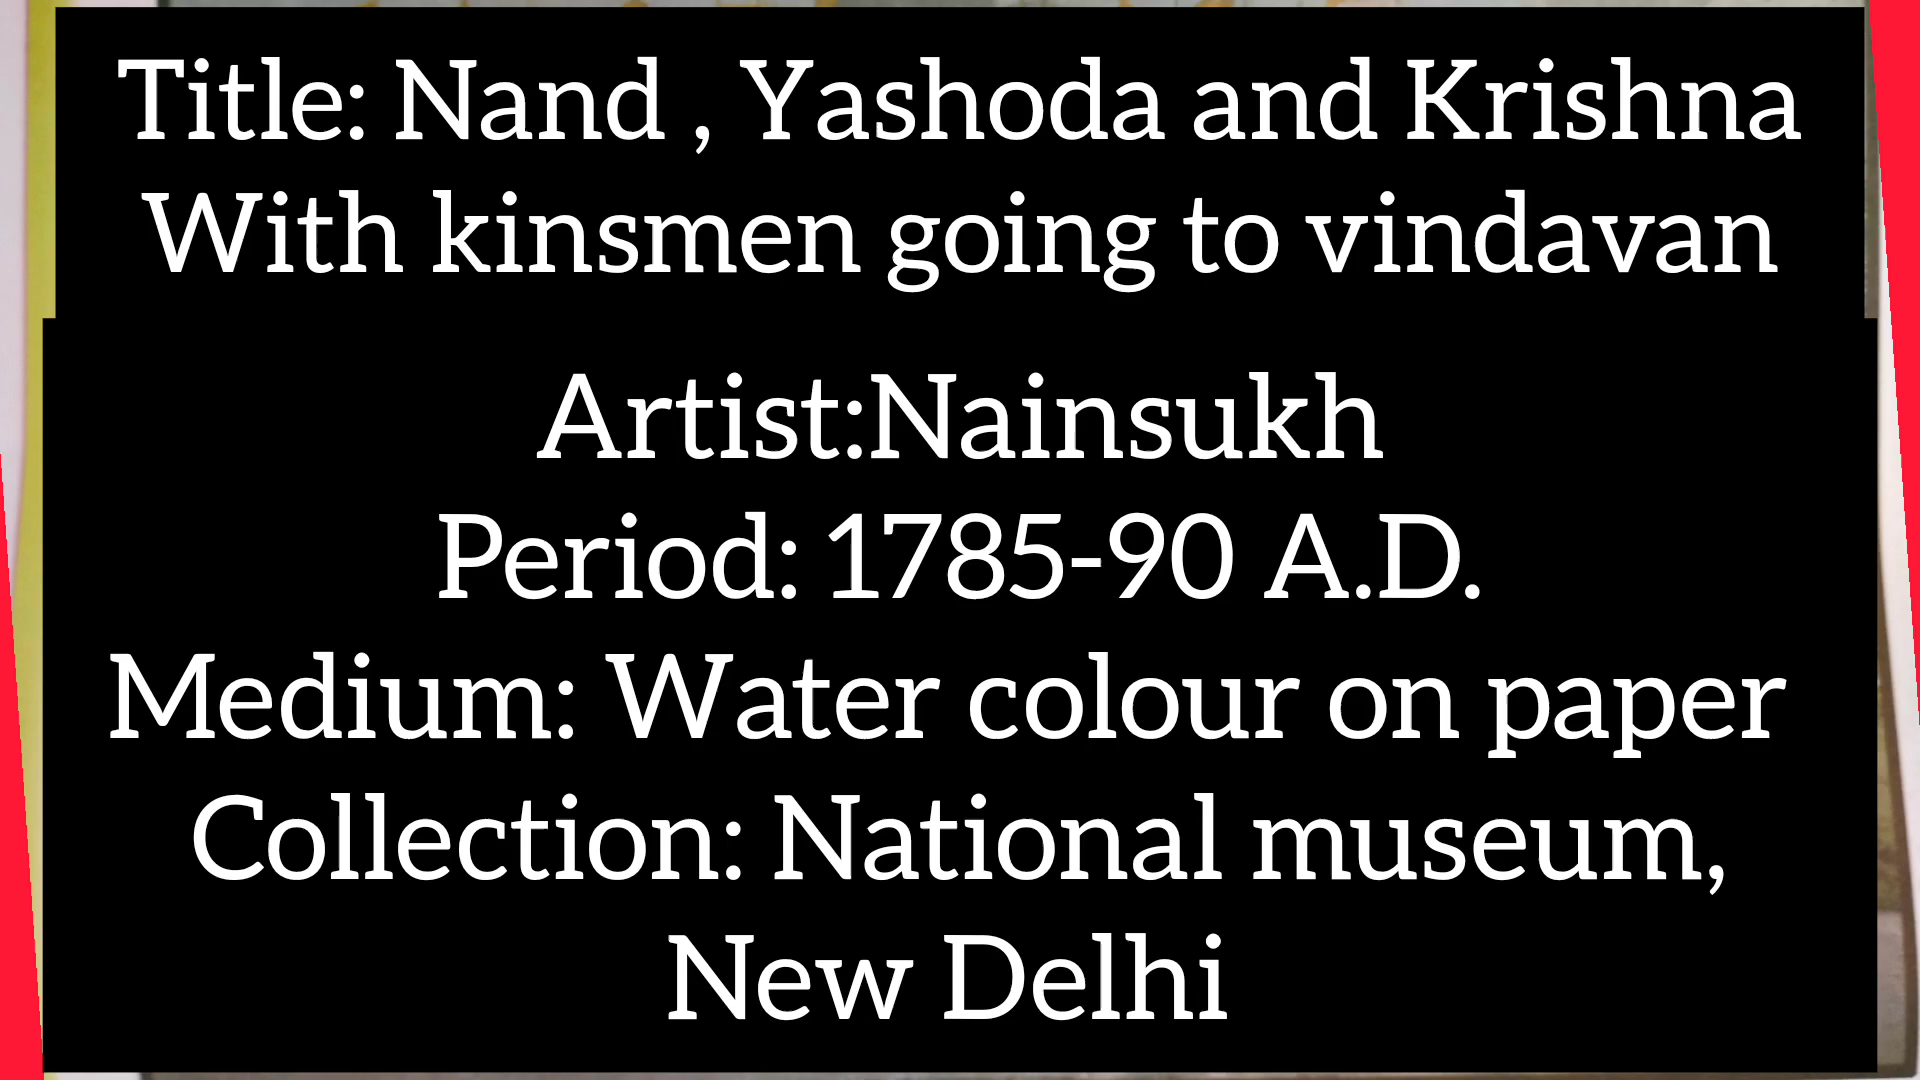 Title: Nand , Yashoda and Krishna
With kinsmen going to vindavan
Artist:Nainsukh
Period: 1785-90 A.D.
Medium: Water colour on paper
Collection: National museum,
New Delhi